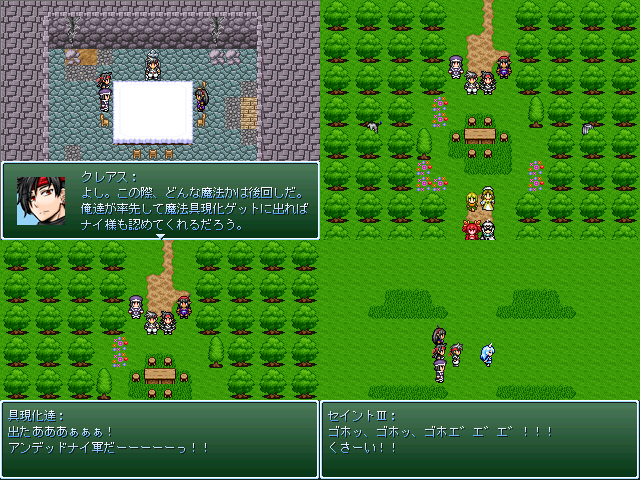 クレアス：
よし。この際、どんな魔法かは後回しだ。
俺達が率先して魔法具現化ゲットに出れば
ナイ様も認めてくれるだろう。
具現化達：
出たあああぁぁぁ！
アンデッドナイ軍だーーーーーっ！！
セイントⅢ：
ゴホッ、ゴホッ、ゴホエ゛エ゛エ゛！！！
くさーい！！